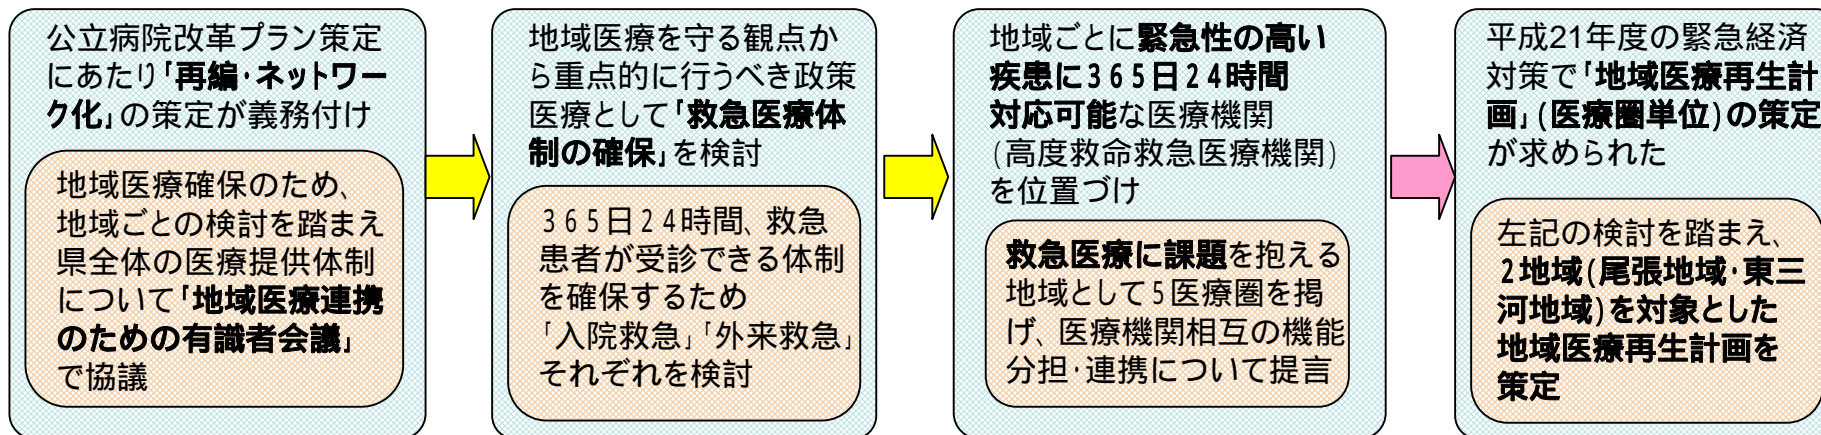 公立病院改革プラン策定
にあたり「再編・ネットワー
ク化」の策定が義務付け
地域医療確保のため、
地域ごとの検討を踏まえ
県全体の医療提供体制
について「地域医療連携
のための有識者会議」
で協議
地域医療を守る観点か
ら重点的に行うべき政策
医療として「救急医療体
制の確保」を検討
365日24時間、救急
患者が受診できる体制
を確保するため
「入院救急」「外来救急」
それぞれを検討
地域ごとに緊急性の高い
疾患に365日24時間
対応可能な医療機関
(高度救命救急医療機関)
を位置づけ
救急医療に課題を抱える
地域として5医療圏を掲
げ、医療機関相互の機能
分担・連携について提言
平成21年度の緊急経済
対策で「地域医療再生計
画」(医療圏単位)の策定
が求められた
左記の検討を踏まえ、
2地域(尾張地域・東三
河地域)を対象とした
地域医療再生計画を
策定